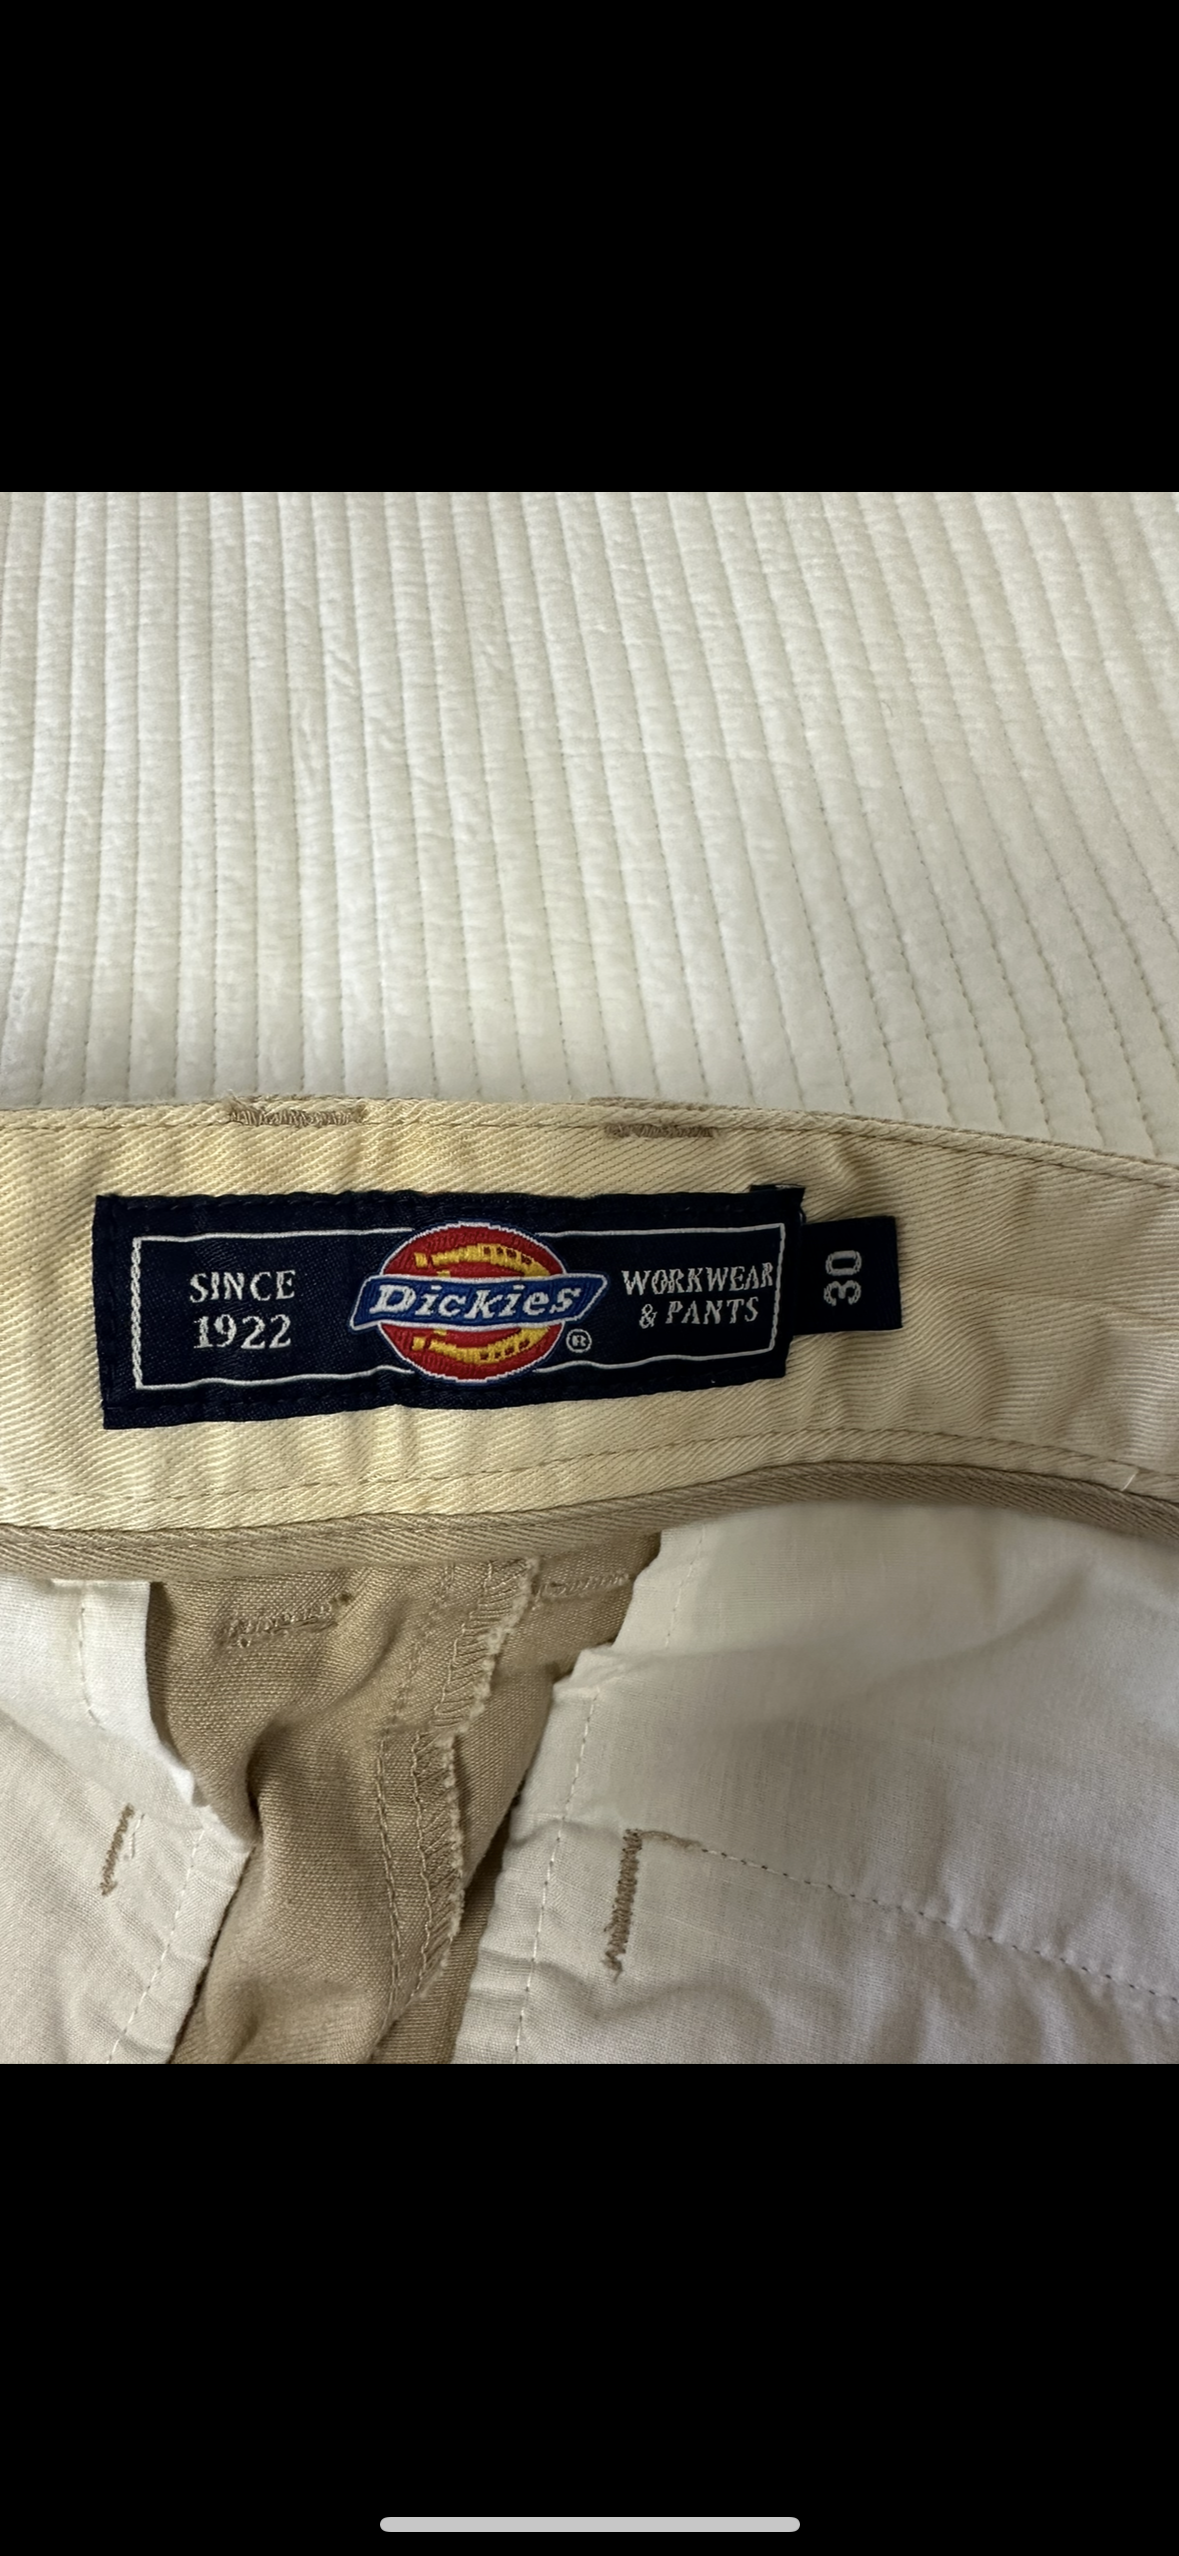 SINCE
1922
Dickies
®
WORKWEAR
& PANTS
30